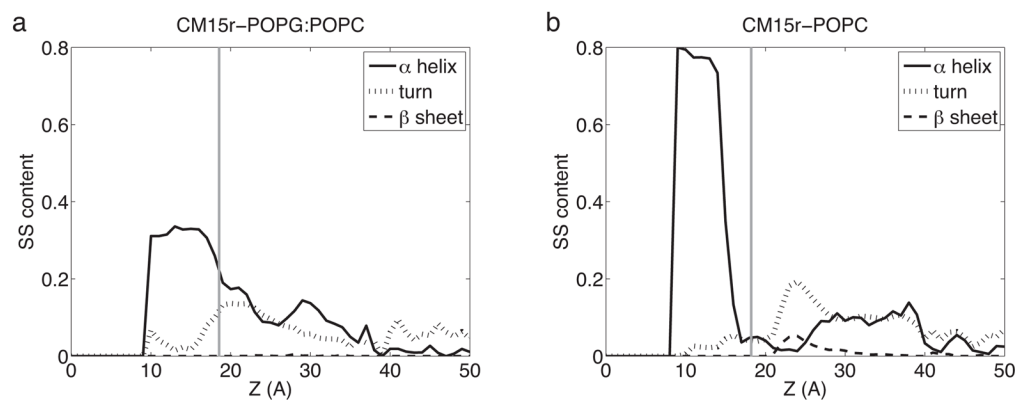 a
CM15r-POPG:POPC
0.8
0.6
0.4
0.2
0
SS content
α helix
turn
β sheet
0 10 20 30 40 50
Z (A)
b
CM15r-POPC
0.8
0.6
0.4
0.2
0
SS content
α helix
turn
β sheet
0 10 20 30 40 50
Z (A)